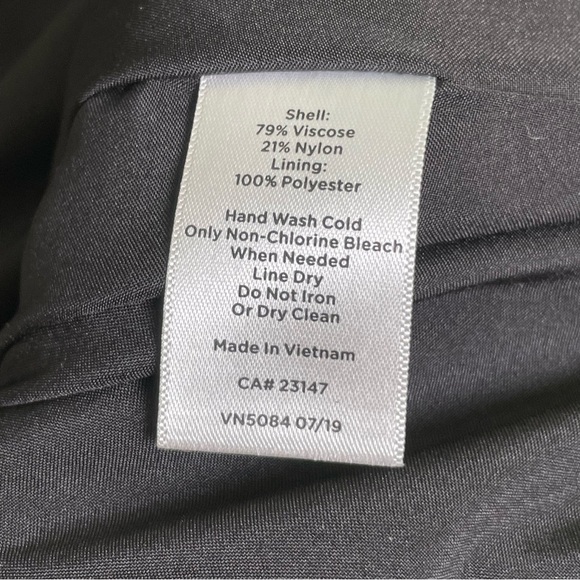 Shell:
79% Viscose
21% Nylon
Lining:
100% Polyester
Hand Wash Cold
Only Non-Chlorine Bleach
When Needed
Line Dry
Do Not Iron
Or Dry Clean
Made In Vietnam
CA# 23147
VN5084 07/19